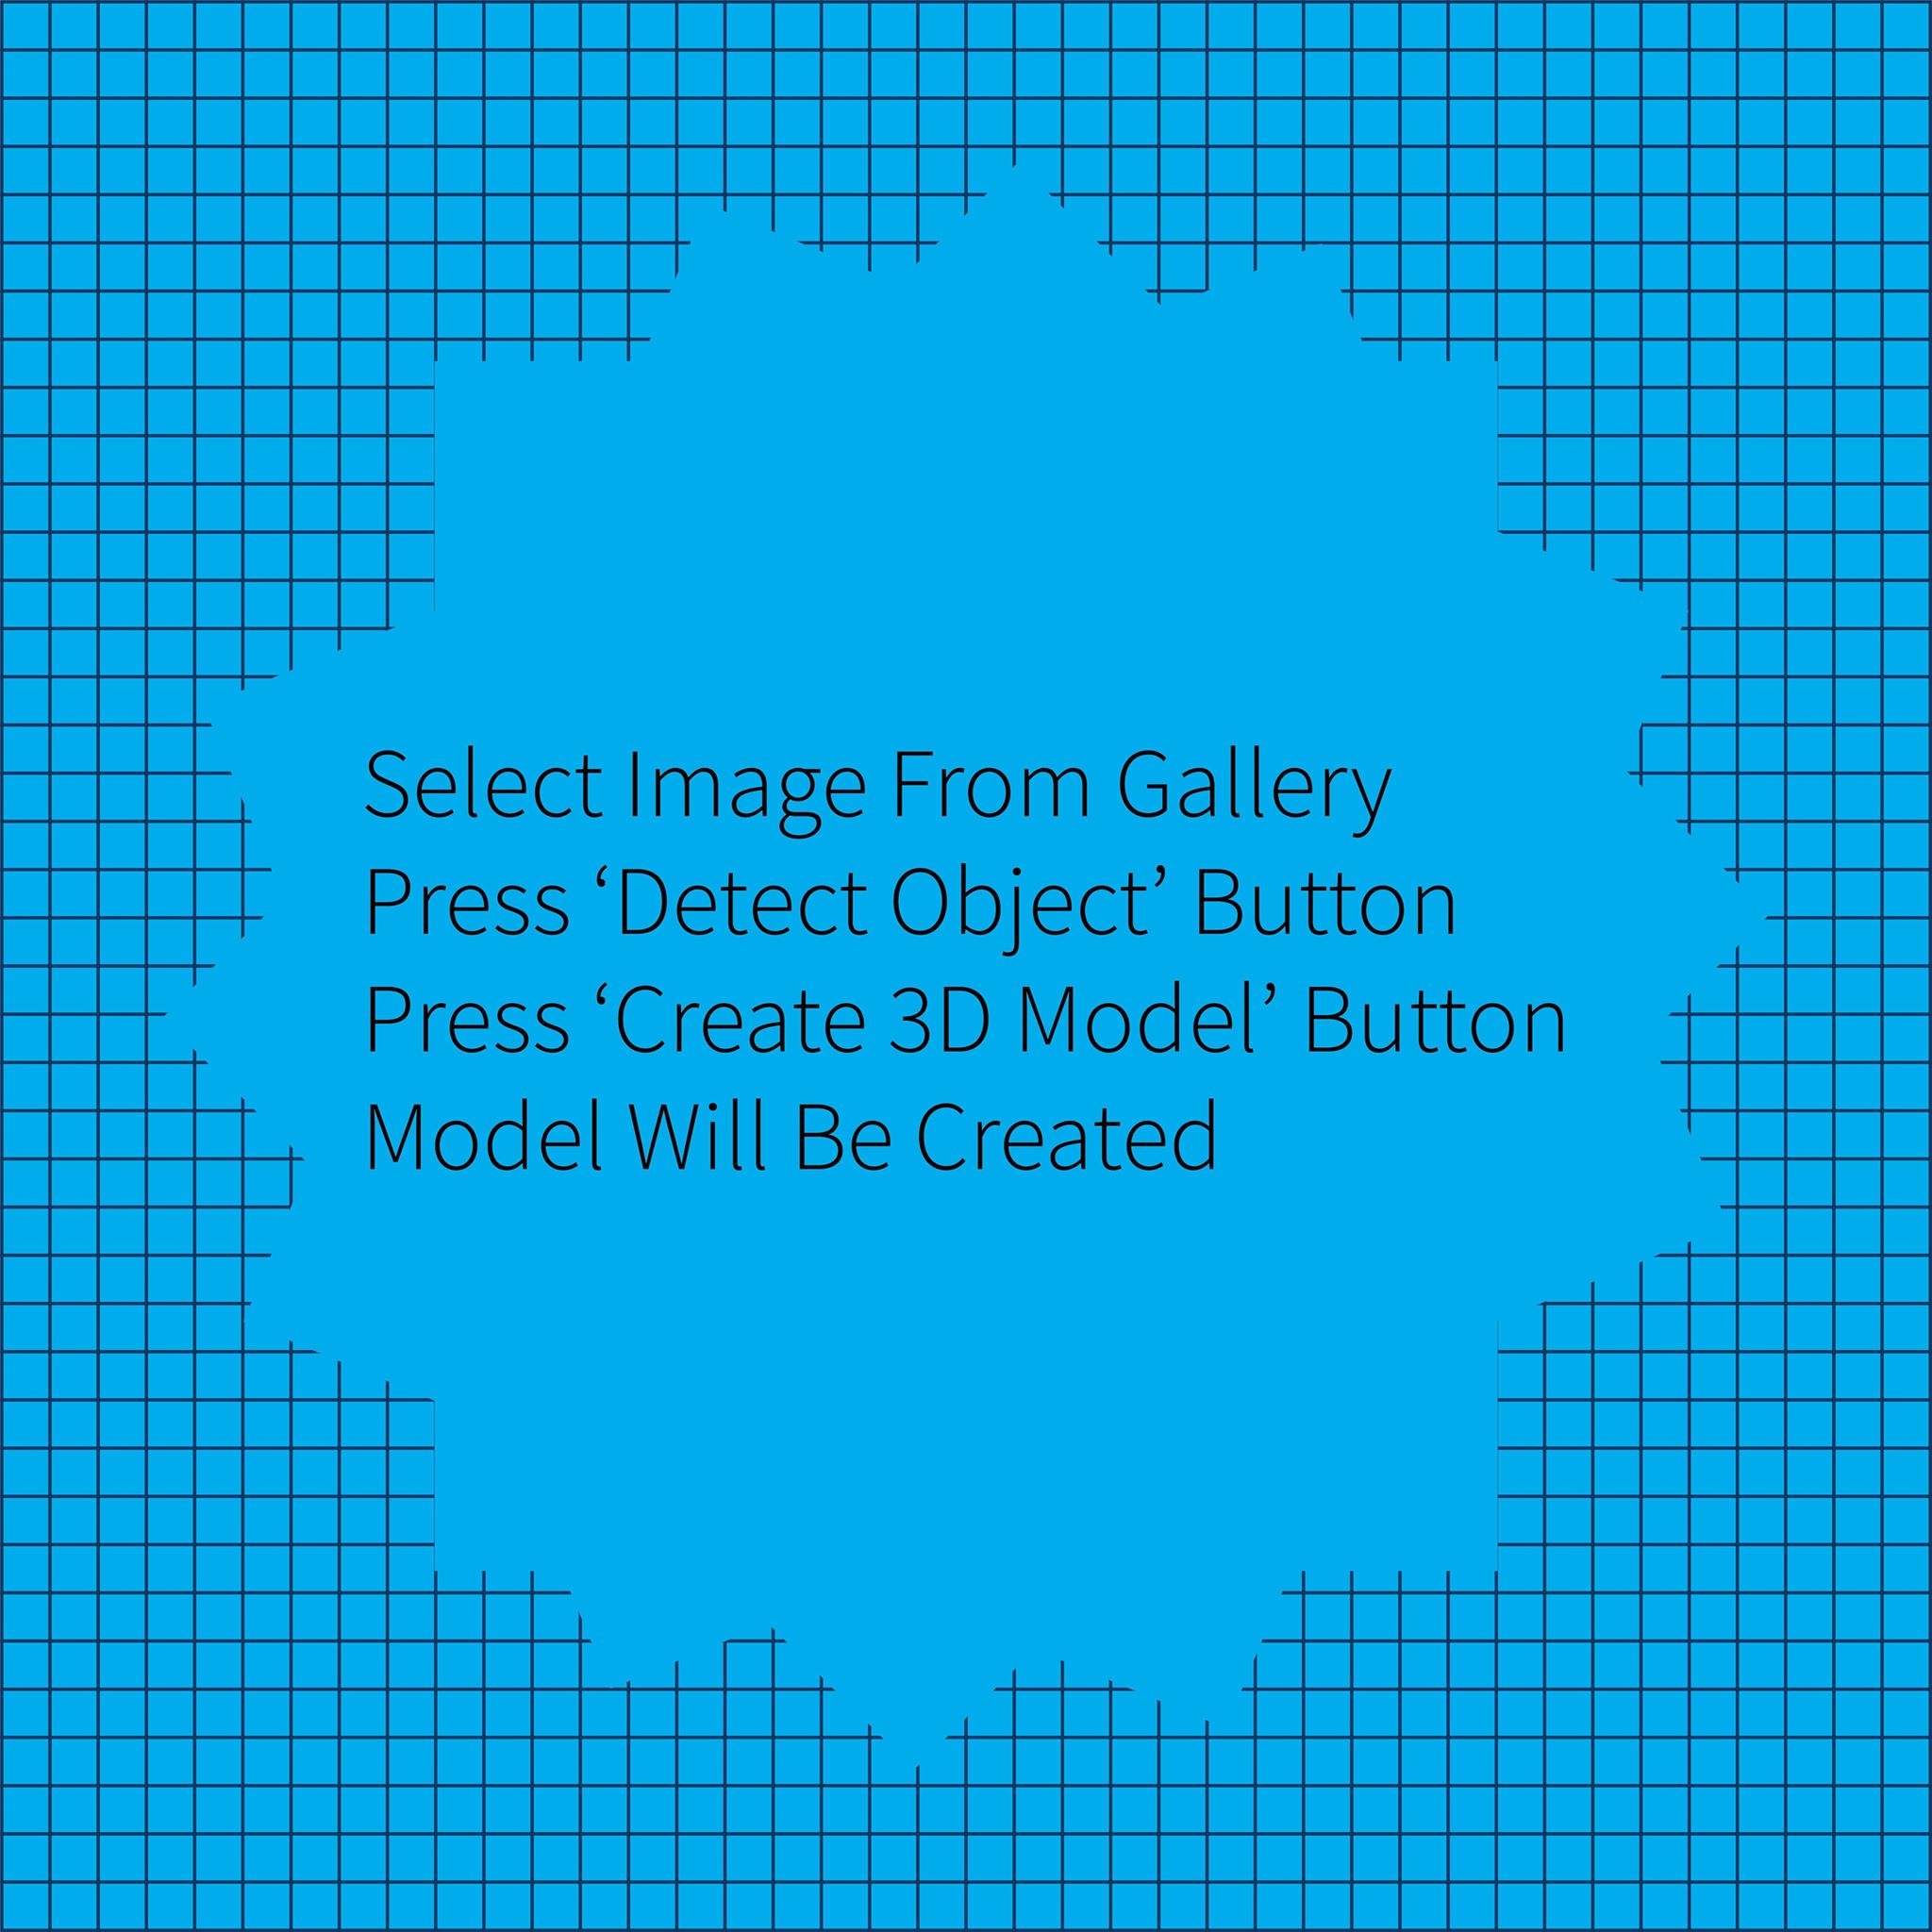 Select Image From Gallery
Press ‘Detect Object’ Button
Press ‘Create 3D Model’ Button
Model Will Be Created